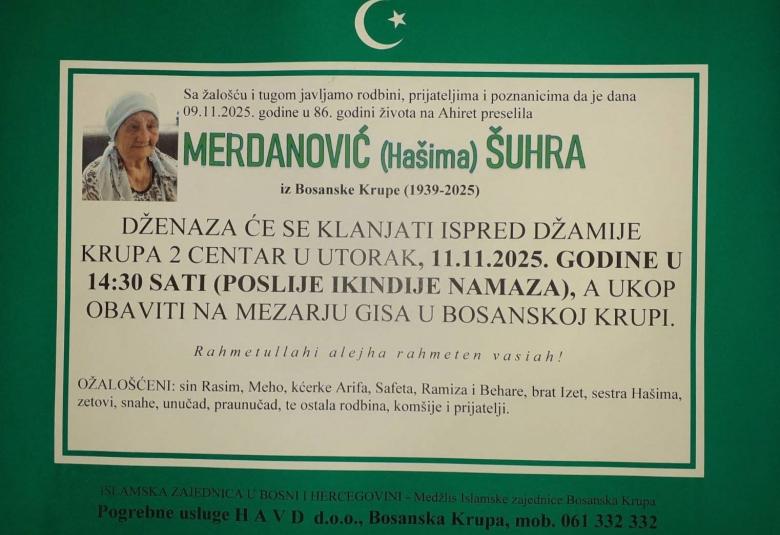 Sa žalošću i tugom javljamo rodbini, prijateljima i poznanicima da je dana
09.11.2025. godine u 86. godini života na Ahiret preselila
MERDANOVIĆ (Hašima) ŠUHRA
iz Bosanske Krupe (1939-2025)
DŽENAZA ĆE SE KLANJATI ISPRED DŽAMIJE
KRUPA 2 CENTAR U UTORAK, 11.11.2025. GODINE U
14:30 SATI (POSLIJE IKINDIJE NAMAZA), A UKOP
OBAVITI NA MEZARJU GISA U BOSANSKOJ KRUPI.
Rahmetullahi alejha rahmeten vasiah!
OŽALOŠĆENI: sin Rasim, Meho, kćerke Arifa, Safeta, Ramiza i Behare, brat Izet, sestra Hašima,
zetovi, snahe, unučad, praunučad, te ostala rodbina, komšije i prijatelji.
ISLAMSKA ZAJEDNICA U BOSNI I HERCEGOVINI - Medžlis Islamske zajednice Bosanska Krupa
Pogrebne usluge H A V D d.o.o., Bosanska Krupa, mob. 061 332 332